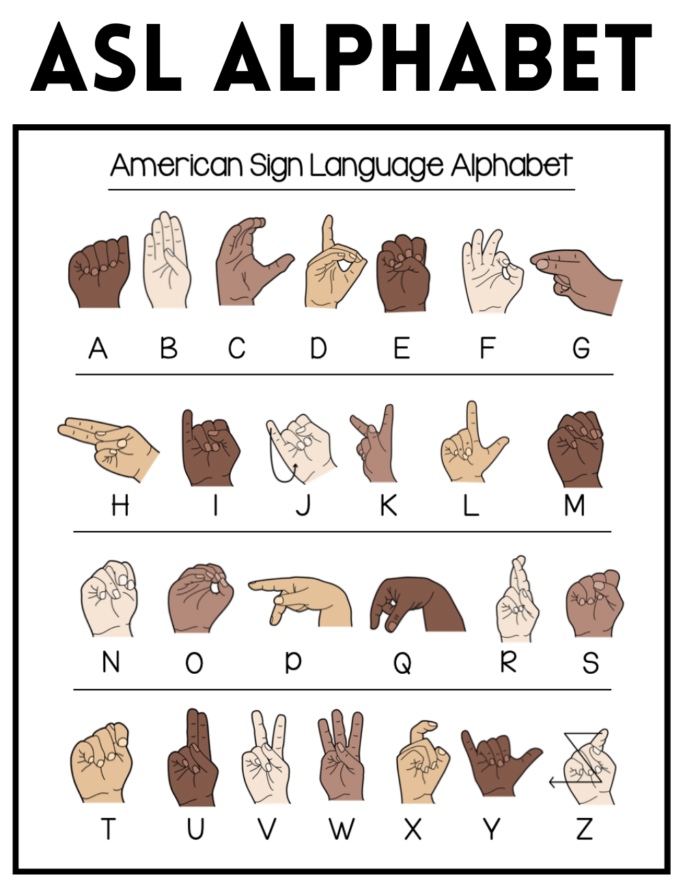 ASL ALPHABET
American Sign Language Alphabet
A B C D E F G
H I J K L M
N O P Q R S
T U V W X Y Z